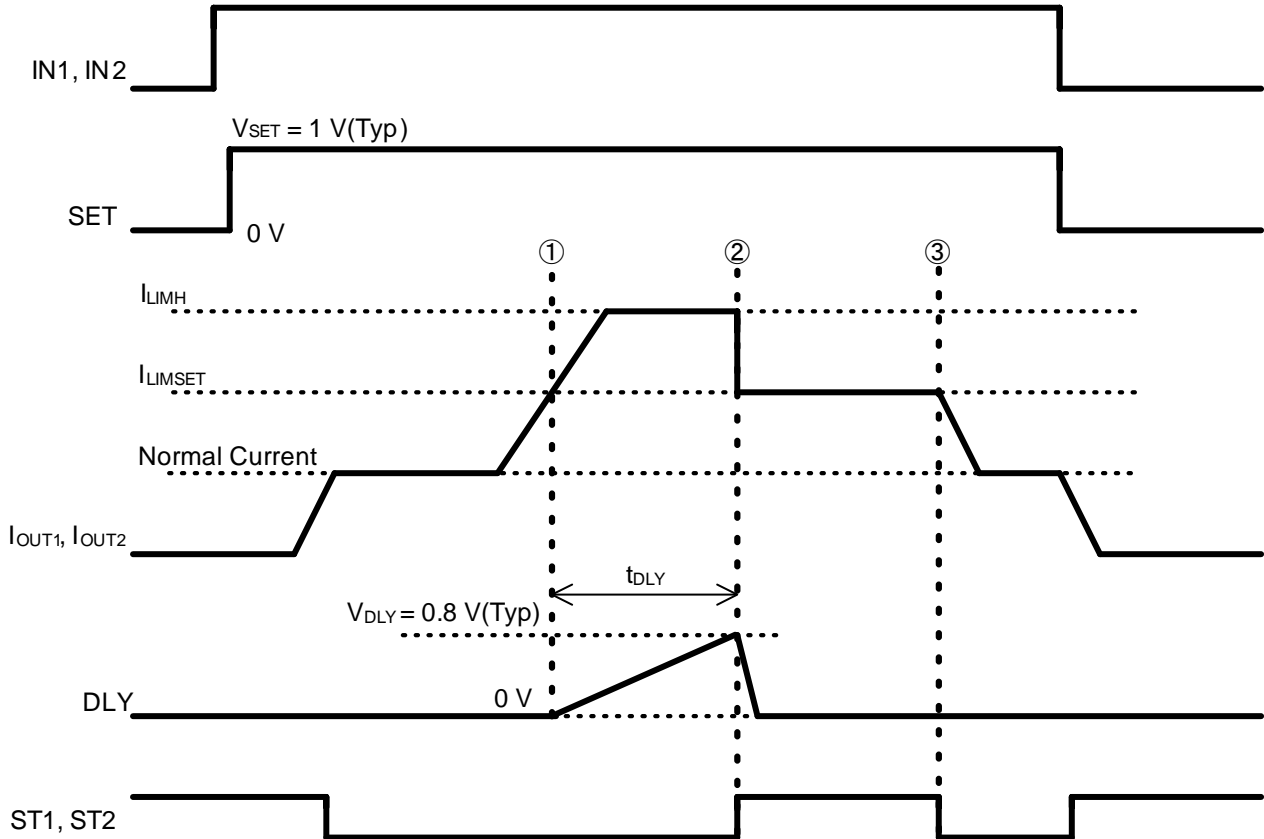 IN1, IN2
VSET = 1 V(Typ)
SET
0 V
① ② ③
ILIMH
ILIMSET
Normal Current
IOUT1, IOUT2
tDLY
VDLY = 0.8 V(Typ)
0 V
DLY
ST1, ST2